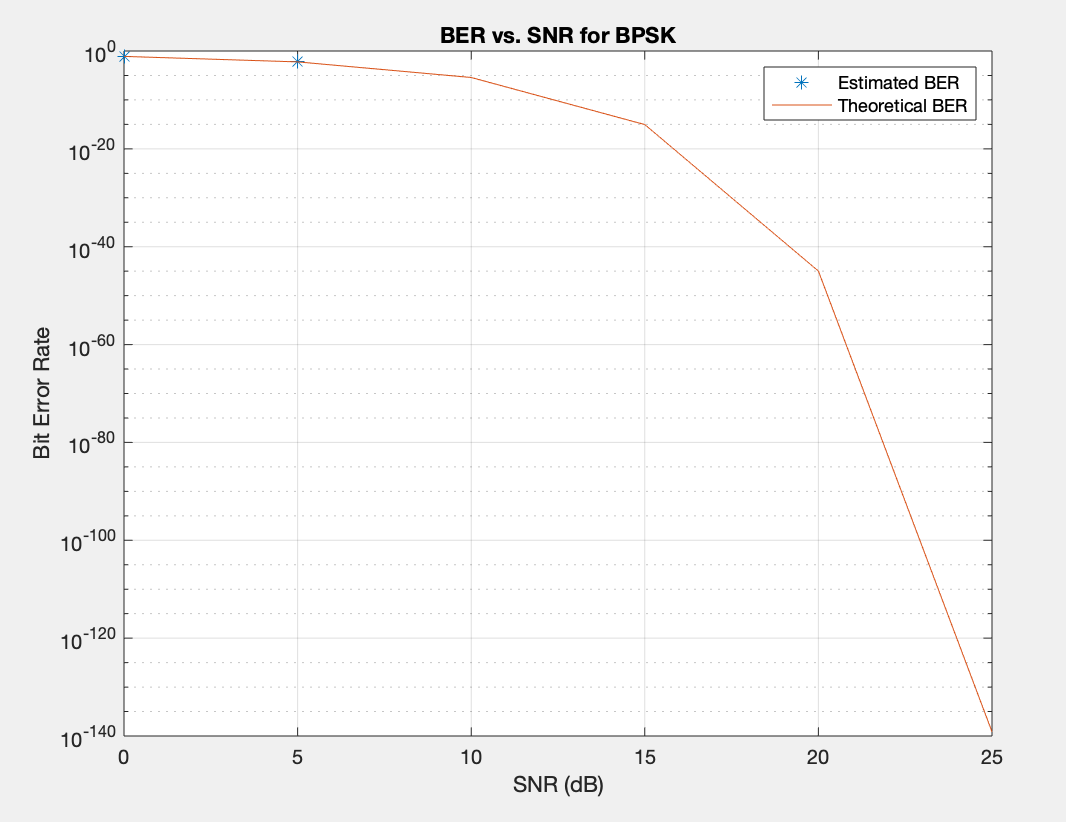 BER vs. SNR for BPSK
Estimated BER
Theoretical BER
Bit Error Rate
10^0
10^-20
10^-40
10^-60
10^-80
10^-100
10^-120
10^-140
0 5 10 15 20 25
SNR (dB)